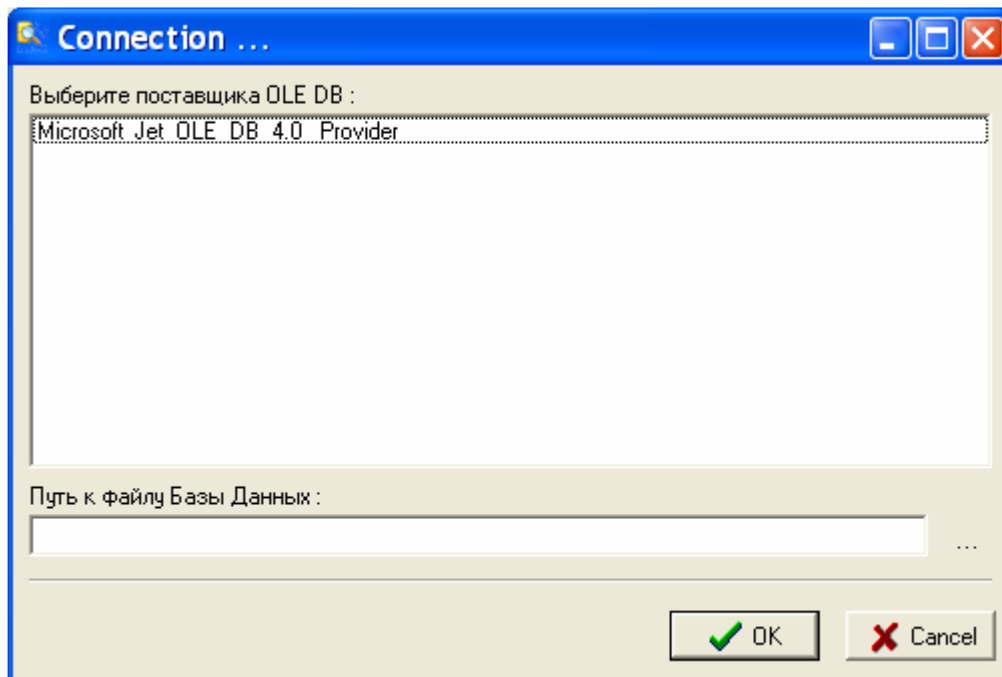 Connection ...
Выберите поставщика OLE DB :
Microsoft Jet OLE DB 4.0 Provider
Путь к файлу Базы Данных :
...
OK
Cancel